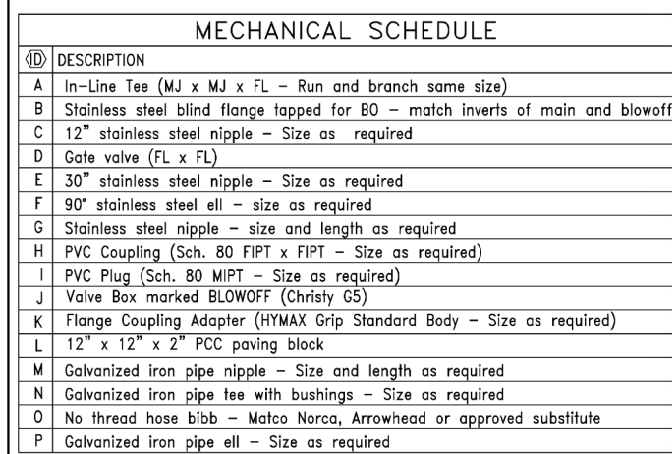 MECHANICAL SCHEDULE
ID DESCRIPTION
A In-Line Tee (MJ x MJ x FL – Run and branch same size)
B Stainless steel blind flange tapped for BO – match inverts of main and blowoff
C 12" stainless steel nipple – Size as required
D Gate valve (FL x FL)
E 30" stainless steel nipple – Size as required
F 90° stainless steel ell – size as required
G Stainless steel nipple – size and length as required
H PVC Coupling (Sch. 80 FIPT x FIPT – Size as required)
I PVC Plug (Sch. 80 MIPT – Size as required)
J Valve Box marked BLOWOFF (Christy G5)
K Flange Coupling Adapter (HYMAX Grip Standard Body – Size as required)
L 12" x 12" x 2" PCC paving block
M Galvanized iron pipe nipple – Size and length as required
N Galvanized iron pipe tee with bushings – Size as required
O No thread hose bibb – Matco Norca, Arrowhead or approved substitute
P Galvanized iron pipe ell – Size as required